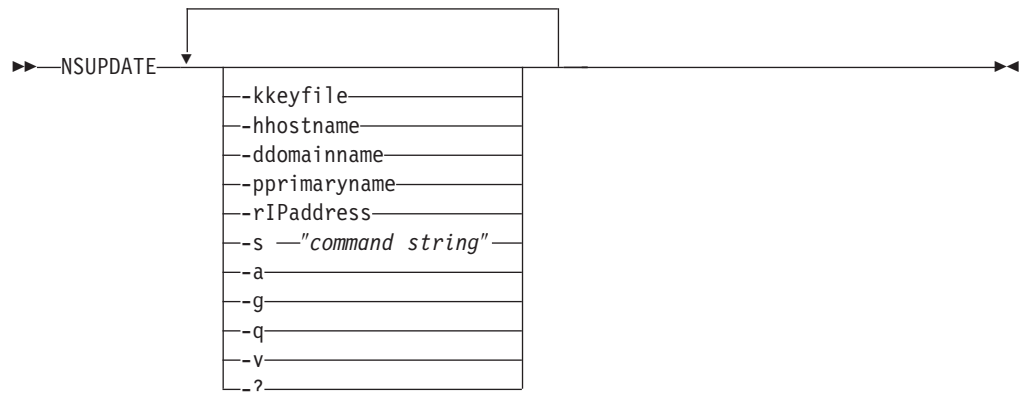 NSUPDATE
-kkeyfile
-hhostname
-ddomainname
-pprimaryname
-rIPaddress
-s "command string"
-a
-g
-q
-v
-?